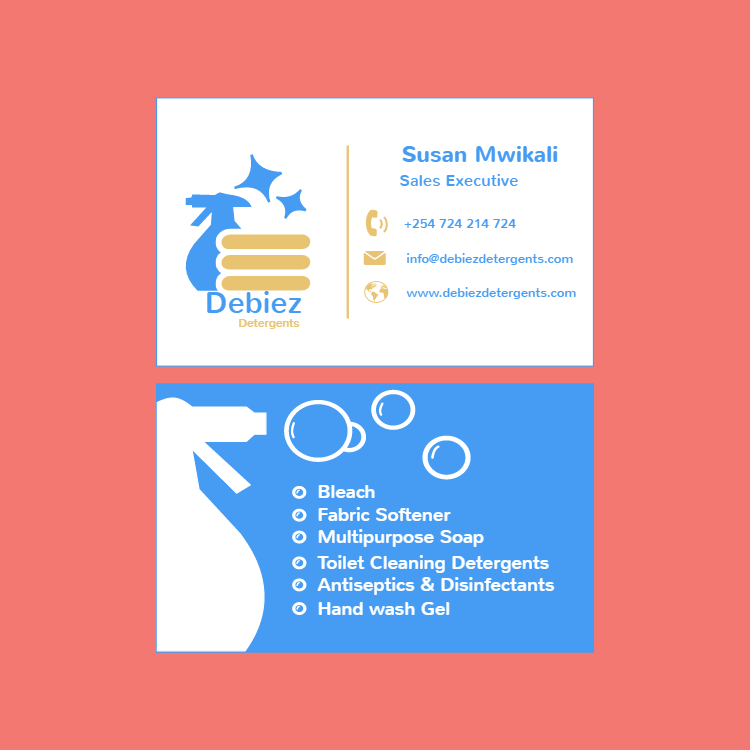 Susan Mwikali
Sales Executive
+254 724 214 724
info@debiezdetergents.com
www.debiezdetergents.com
Debiez
Detergents
Bleach
Fabric Softener
Multipurpose Soap
Toilet Cleaning Detergents
Antiseptics & Disinfectants
Hand wash Gel